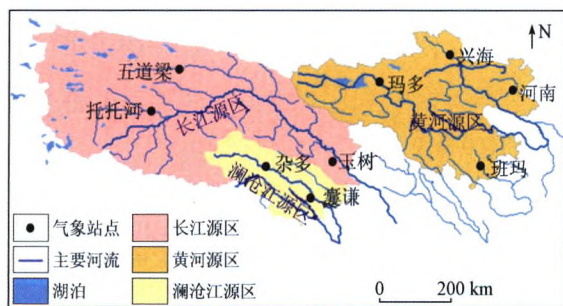 N
兴海
五道梁
玛多
河南
托托河
长江源区
黄河源区
杂多
玉树
班玛
澜沧江源区
囊谦
气象站点
长江源区
主要河流
黄河源区
湖泊
澜沧江源区
0 200 km